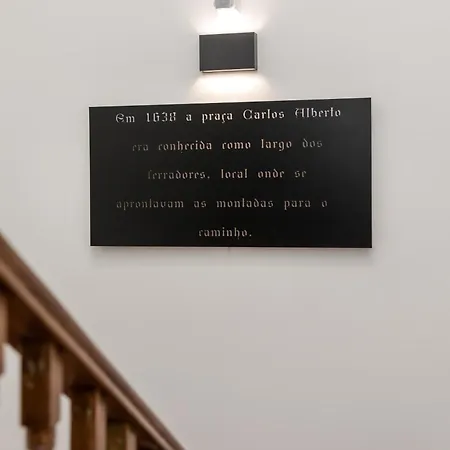 Em 1638 a praça Carlos Alberto
era conhecida como largo dos
ferradores, local onde se
aprontavam as montadas para o
caminho.